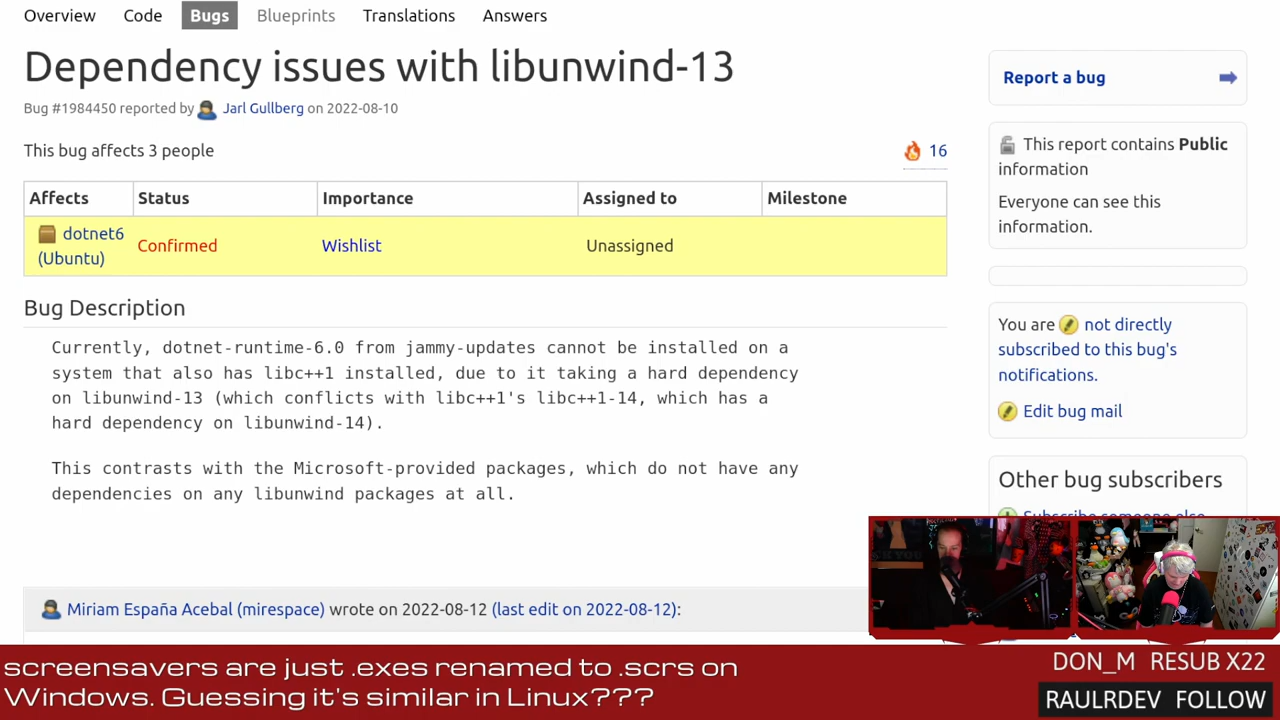 Overview Code Bugs Blueprints Translations Answers
Dependency issues with libunwind-13
Bug #1984450 reported by Jarl Gullberg on 2022-08-10
This bug affects 3 people
16
Affects Status Importance Assigned to Milestone
dotnet6
(Ubuntu)
Confirmed Wishlist Unassigned
Bug Description
Currently, dotnet-runtime-6.0 from jammy-updates cannot be installed on a
system that also has libc++1 installed, due to it taking a hard dependency
on libunwind-13 (which conflicts with libc++1's libc++1-14, which has a
hard dependency on libunwind-14).
This contrasts with the Microsoft-provided packages, which do not have any
dependencies on any libunwind packages at all.
Miriam España Acebal (mirespace) wrote on 2022-08-12 (last edit on 2022-08-12):
Report a bug
This report contains Public
information
Everyone can see this
information.
You are not directly
subscribed to this bug's
notifications.
Edit bug mail
Other bug subscribers
Subscribe someone else
screensavers are just .exes renamed to .scrs on
Windows. Guessing it's similar in Linux???
DON_M RESUB X22
RAULRDEV FOLLOW